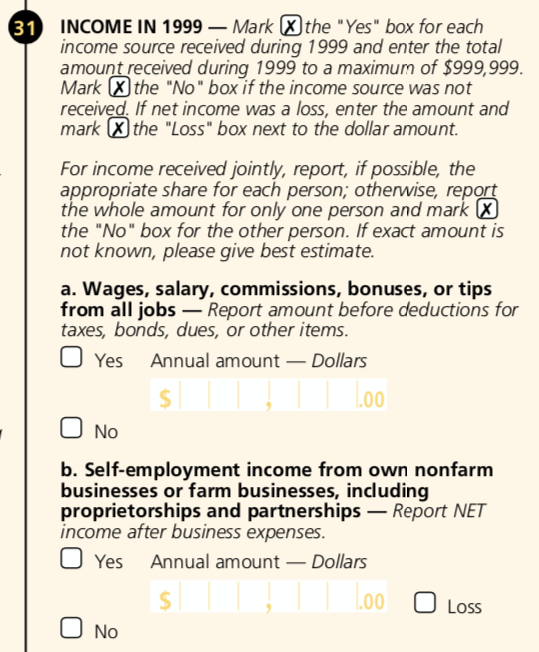 31 INCOME IN 1999 — Mark X the "Yes" box for each
income source received during 1999 and enter the total
amount received during 1999 to a maximum of $999,999.
Mark X the "No" box if the income source was not
received. If net income was a loss, enter the amount and
mark X the "Loss" box next to the dollar amount.
For income received jointly, report, if possible, the
appropriate share for each person; otherwise, report
the whole amount for only one person and mark X
the "No" box for the other person. If exact amount is
not known, please give best estimate.
a. Wages, salary, commissions, bonuses, or tips
from all jobs — Report amount before deductions for
taxes, bonds, dues, or other items.
Yes Annual amount — Dollars
$ , .00
No
b. Self-employment income from own nonfarm
businesses or farm businesses, including
proprietorships and partnerships — Report NET
income after business expenses.
Yes Annual amount — Dollars
$ , .00 Loss
No